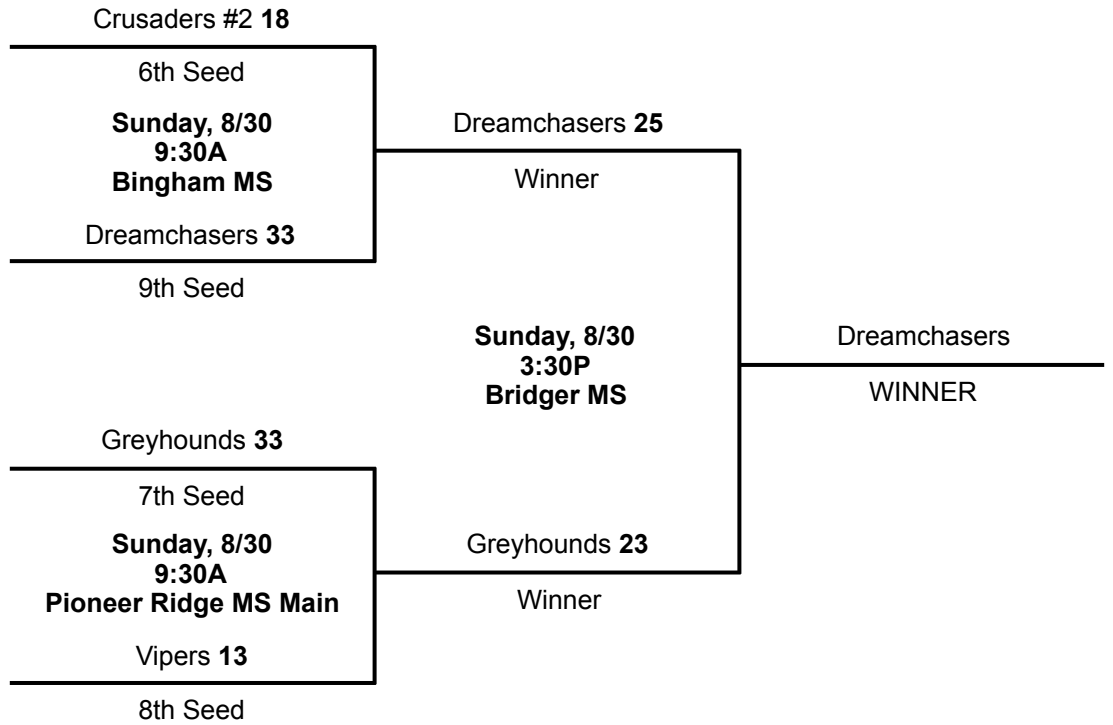 Crusaders #2 18
6th Seed
Sunday, 8/30
9:30A
Bingham MS
Dreamchasers 33
9th Seed
Dreamchasers 25
Winner
Sunday, 8/30
3:30P
Bridger MS
Dreamchasers
WINNER
Greyhounds 33
7th Seed
Sunday, 8/30
9:30A
Pioneer Ridge MS Main
Vipers 13
8th Seed
Greyhounds 23
Winner